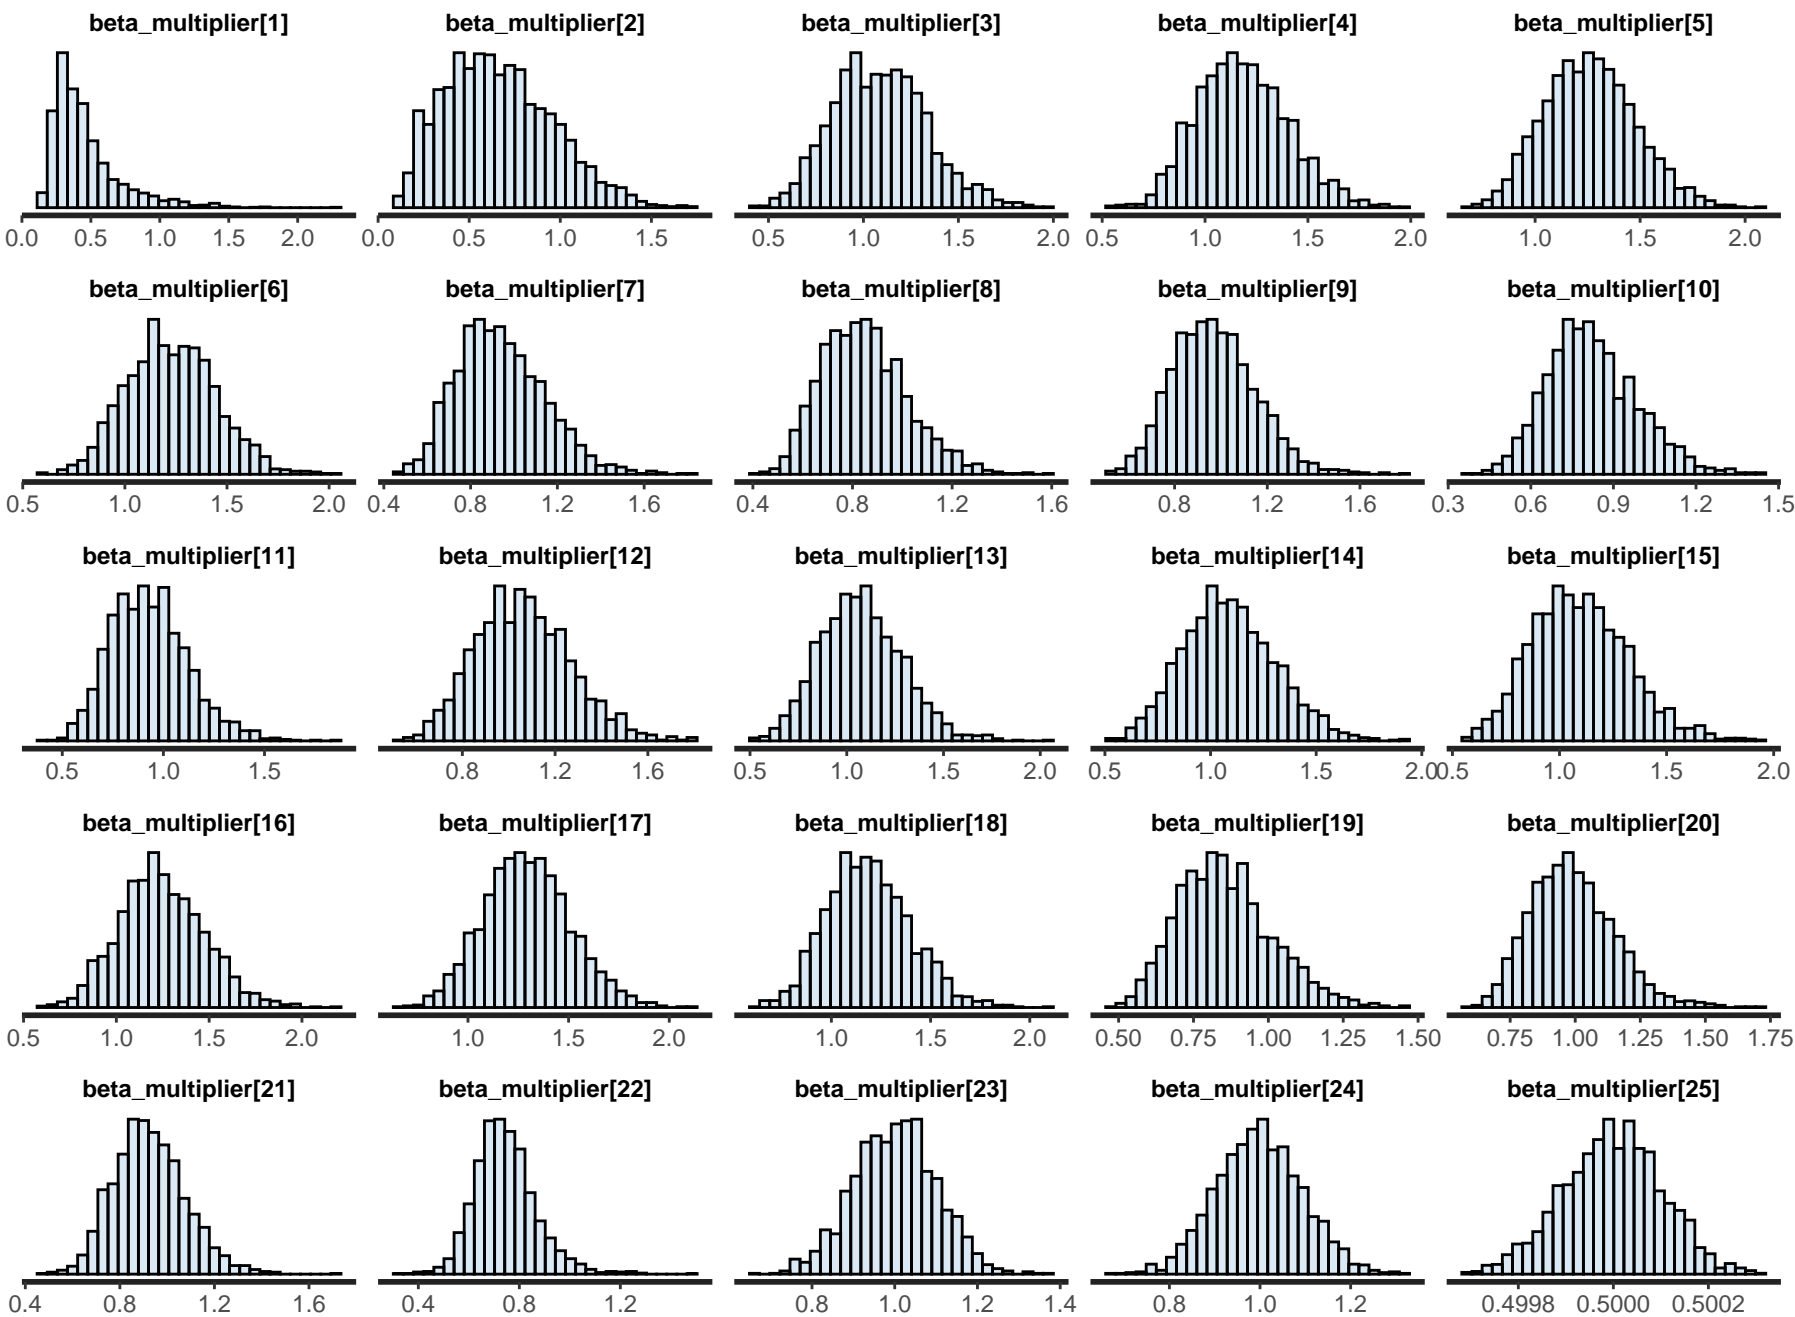 beta_multiplier[1] beta_multiplier[2] beta_multiplier[3] beta_multiplier[4] beta_multiplier[5]
0.0 0.5 1.0 1.5 2.0 0.0 0.5 1.0 1.5 0.5 1.0 1.5 2.0 0.5 1.0 1.5 2.0 1.0 1.5 2.0
beta_multiplier[6] beta_multiplier[7] beta_multiplier[8] beta_multiplier[9] beta_multiplier[10]
0.5 1.0 1.5 2.0 0.4 0.8 1.2 1.6 0.4 0.8 1.2 1.6 0.8 1.2 1.6 0.3 0.6 0.9 1.2 1.5
beta_multiplier[11] beta_multiplier[12] beta_multiplier[13] beta_multiplier[14] beta_multiplier[15]
0.5 1.0 1.5 0.8 1.2 1.6 0.5 1.0 1.5 2.0 0.5 1.0 1.5 2.0 0.5 1.0 1.5 2.0
beta_multiplier[16] beta_multiplier[17] beta_multiplier[18] beta_multiplier[19] beta_multiplier[20]
0.5 1.0 1.5 2.0 1.0 1.5 2.0 1.0 1.5 2.0 0.50 0.75 1.00 1.25 1.50 0.75 1.00 1.25 1.50 1.75
beta_multiplier[21] beta_multiplier[22] beta_multiplier[23] beta_multiplier[24] beta_multiplier[25]
0.4 0.8 1.2 1.6 0.4 0.8 1.2 0.8 1.0 1.2 1.4 0.8 1.0 1.2 0.4998 0.5000 0.5002